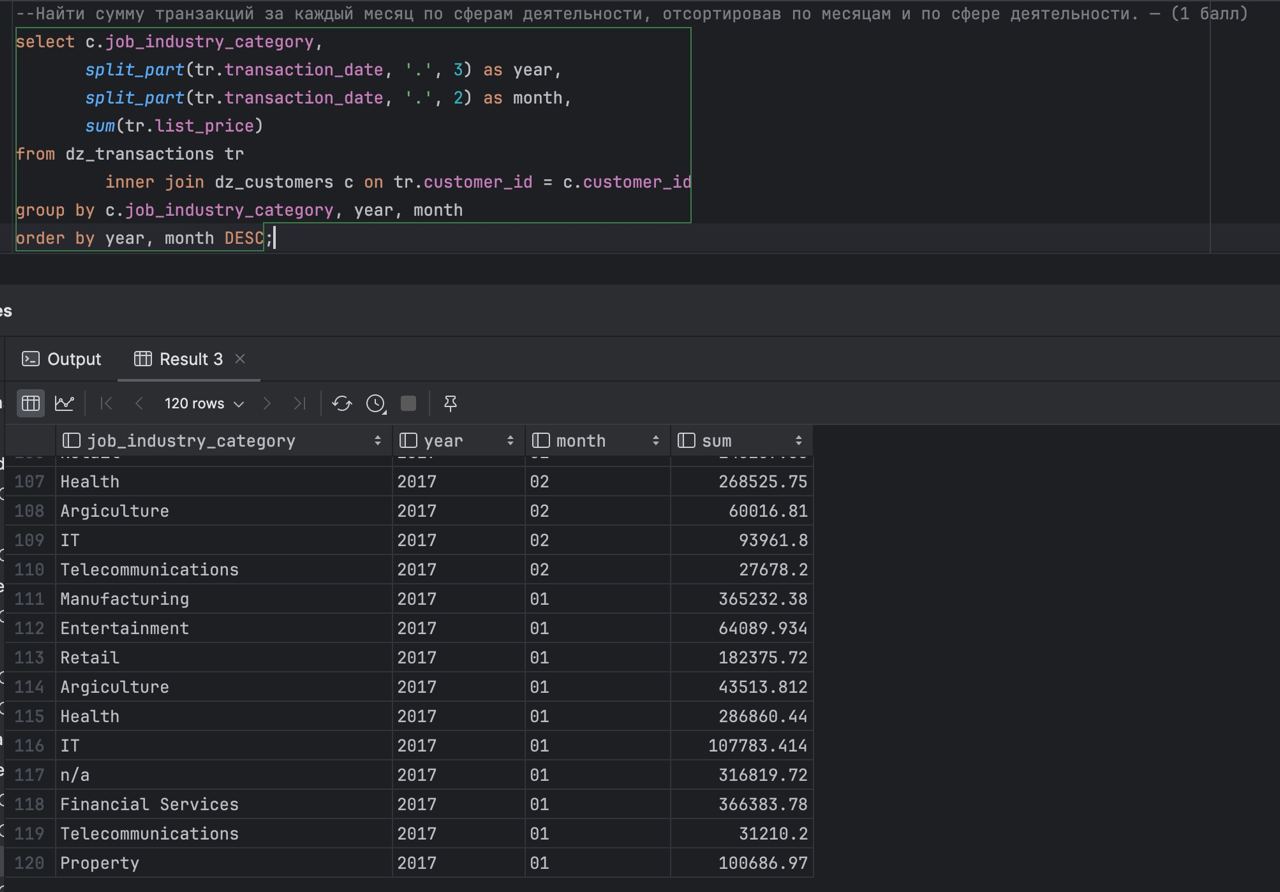 --Найти сумму транзакций за каждый месяц по сферам деятельности, отсортировав по месяцам и по сфере деятельности. — (1 балл)
select c.job_industry_category,
split_part(tr.transaction_date, '.', 3) as year,
split_part(tr.transaction_date, '.', 2) as month,
sum(tr.list_price)
from dz_transactions tr
inner join dz_customers c on tr.customer_id = c.customer_id
group by c.job_industry_category, year, month
order by year, month DESC;
Output Result 3
120 rows
job_industry_category year month sum
107 Health 2017 02 268525.75
108 Argiculture 2017 02 60016.81
109 IT 2017 02 93961.8
110 Telecommunications 2017 02 27678.2
111 Manufacturing 2017 01 365232.38
112 Entertainment 2017 01 64089.934
113 Retail 2017 01 182375.72
114 Argiculture 2017 01 43513.812
115 Health 2017 01 286860.44
116 IT 2017 01 107783.414
117 n/a 2017 01 316819.72
118 Financial Services 2017 01 366383.78
119 Telecommunications 2017 01 31210.2
120 Property 2017 01 100686.97